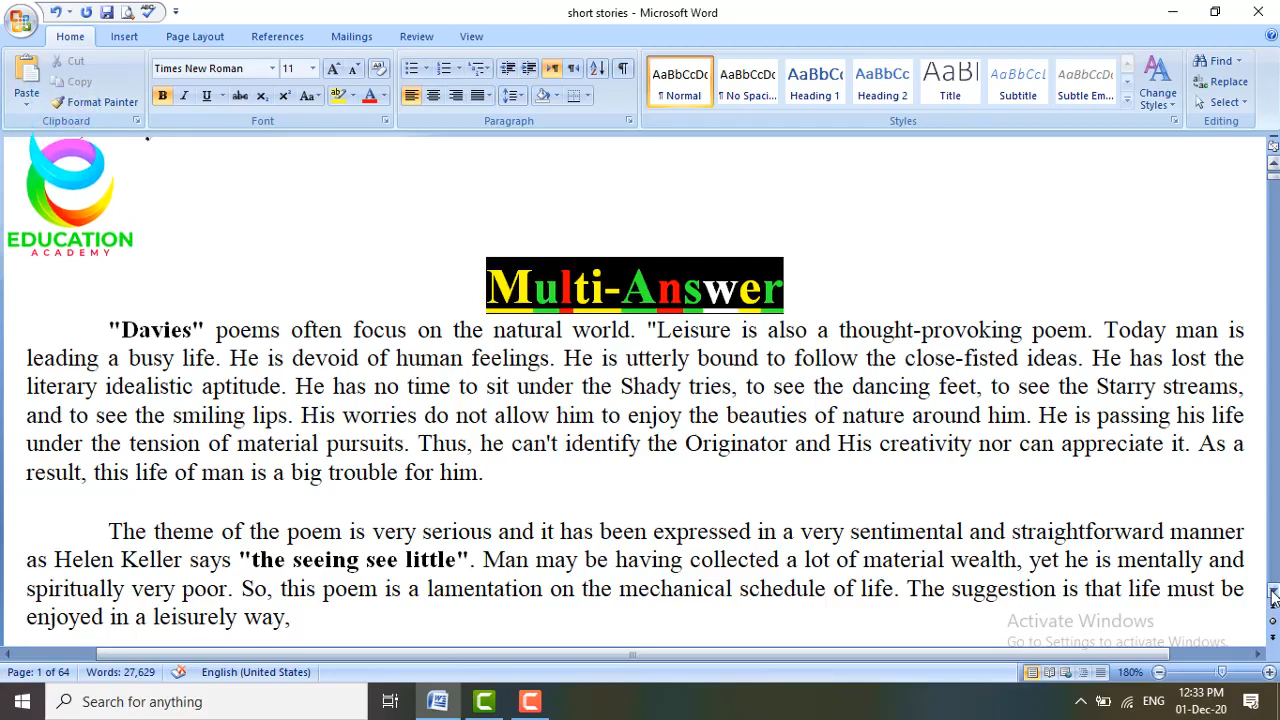 short stories - Microsoft Word
Home Insert Page Layout References Mailings Review View
Paste
Cut
Copy
Format Painter
Clipboard
Times New Roman 11
Font
Paragraph
AaBbCcDc AaBbCcDc AaBbC AaBbCc AaB AaBbCcL AaBbCcDc
¶ Normal ¶ No Spaci... Heading 1 Heading 2 Title Subtitle Subtle Em...
Change Styles
Styles
Find
Replace
Select
Editing
EDUCATION
ACADEMY
Multi-Answer
"Davies" poems often focus on the natural world. "Leisure is also a thought-provoking poem. Today man is
leading a busy life. He is devoid of human feelings. He is utterly bound to follow the close-fisted ideas. He has lost the
literary idealistic aptitude. He has no time to sit under the Shady tries, to see the dancing feet, to see the Starry streams,
and to see the smiling lips. His worries do not allow him to enjoy the beauties of nature around him. He is passing his life
under the tension of material pursuits. Thus, he can't identify the Originator and His creativity nor can appreciate it. As a
result, this life of man is a big trouble for him.
The theme of the poem is very serious and it has been expressed in a very sentimental and straightforward manner
as Helen Keller says "the seeing see little". Man may be having collected a lot of material wealth, yet he is mentally and
spiritually very poor. So, this poem is a lamentation on the mechanical schedule of life. The suggestion is that life must be
enjoyed in a leisurely way,
Activate Windows
Go to Settings to activate Windows.
Page: 1 of 64 Words: 27,629 English (United States) 180%
Search for anything
ENG
12:33 PM
01-Dec-20